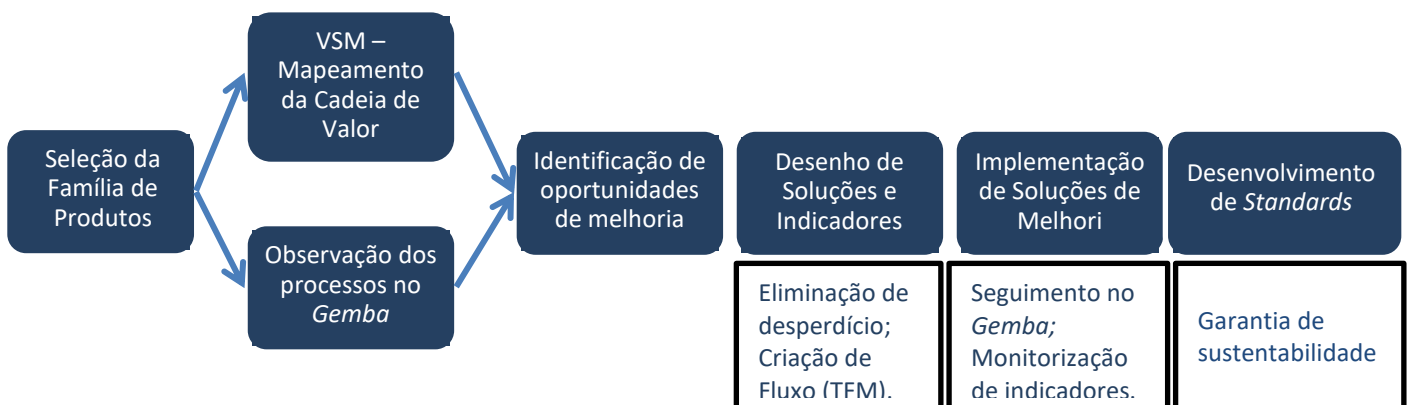 Seleção da
Família de
Produtos
VSM –
Mapeamento
da Cadeia de
Valor
Observação dos
processos no
Gemba
Identificação de
oportunidades
de melhoria
Desenho de
Soluções e
Indicadores
Eliminação de
desperdício;
Criação de
Fluxo (TFM).
Implementação
de Soluções de
Melhori
Seguimento no
Gemba;
Monitorização
de indicadores.
Desenvolvimento
de Standards
Garantia de
sustentabilidade